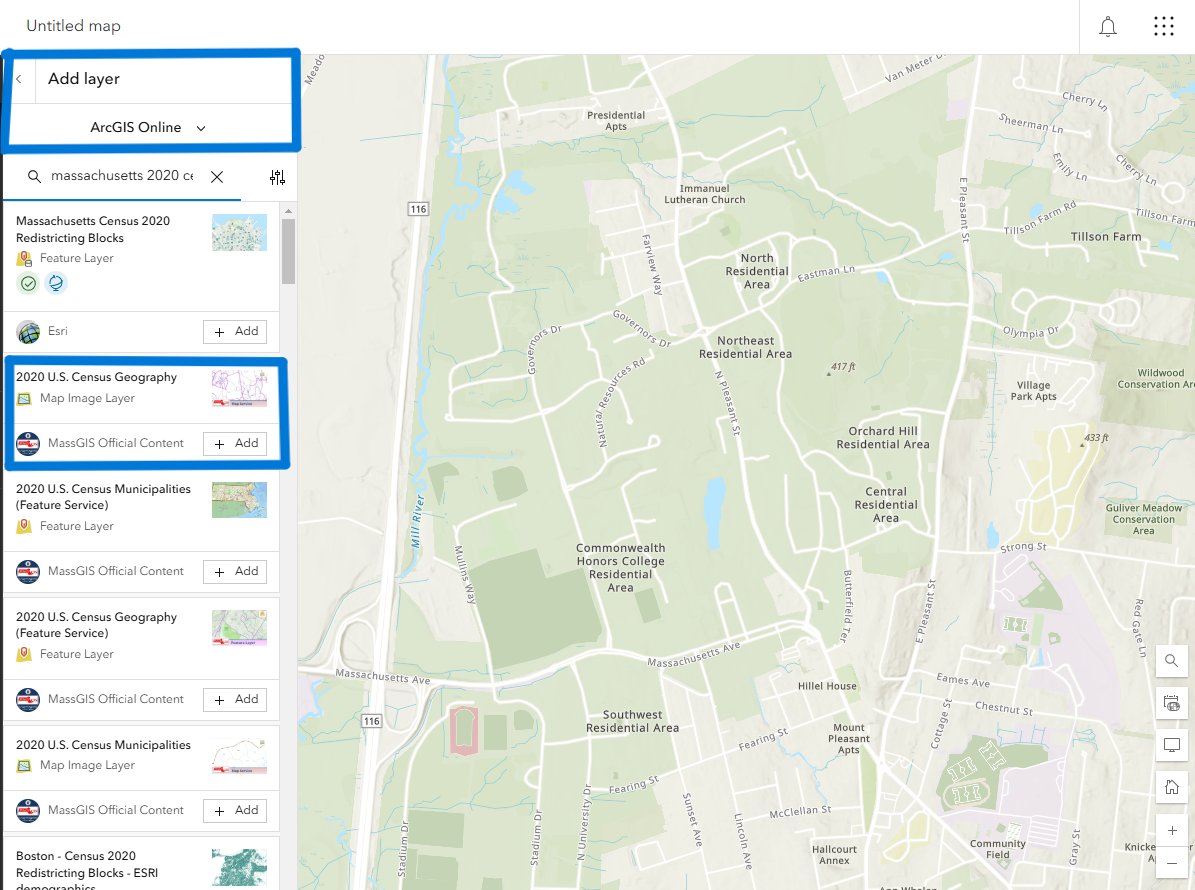 Untitled map
Add layer
ArcGIS Online
massachusetts 2020 ce
Massachusetts Census 2020
Redistricting Blocks
Feature Layer
Esri
Add
2020 U.S. Census Geography
Map Image Layer
MassGIS Official Content
Add
2020 U.S. Census Municipalities
(Feature Service)
Feature Layer
MassGIS Official Content
Add
2020 U.S. Census Geography
(Feature Service)
Feature Layer
MassGIS Official Content
Add
2020 U.S. Census Municipalities
Map Image Layer
MassGIS Official Content
Add
Boston - Census 2020
Redistricting Blocks - ESRI
demographics
Meado
Van Meter Dr
Presidential
Apts
Cherry Ln
Sheerman Ln
Emily Ln
Cherry Ln
Immanuel
Lutheran Church
116
E Pleasant St
Tillson Farm Rd
Tillson Farm
Tillson Farm
Farview Way
North
Residential
Area
Eastman Ln
Governors Dr
Governors Dr
Olympia Dr
Northeast
Residential Area
417 ft
Natural Resources Rd
N Pleasant St
Village
Park Apts
Wildwood
Conservation Are
Orchard Hill
Residential Area
433 ft
Mill River
Central
Residential
Area
Guliver Meadow
Conservation
Area
Commonwealth
Honors College
Residential
Area
Mullins Way
Strong St
Butterfield Ter
E Pleasant St
Red Gate Ln
Massachusetts Ave
Massachusetts Ave
Hillel House
Eames Ave
Chestnut St
Cottage St
116
Southwest
Residential Area
Mount
Pleasant
Apts
Fearing St
Fearing St
Sunset Ave
McClellan St
Lincoln Ave
Stadium Dr
Stadium Dr
N University Dr
Hallcourt
Annex
Community
Field
Gray St
Knicke
A
Ann Whalen